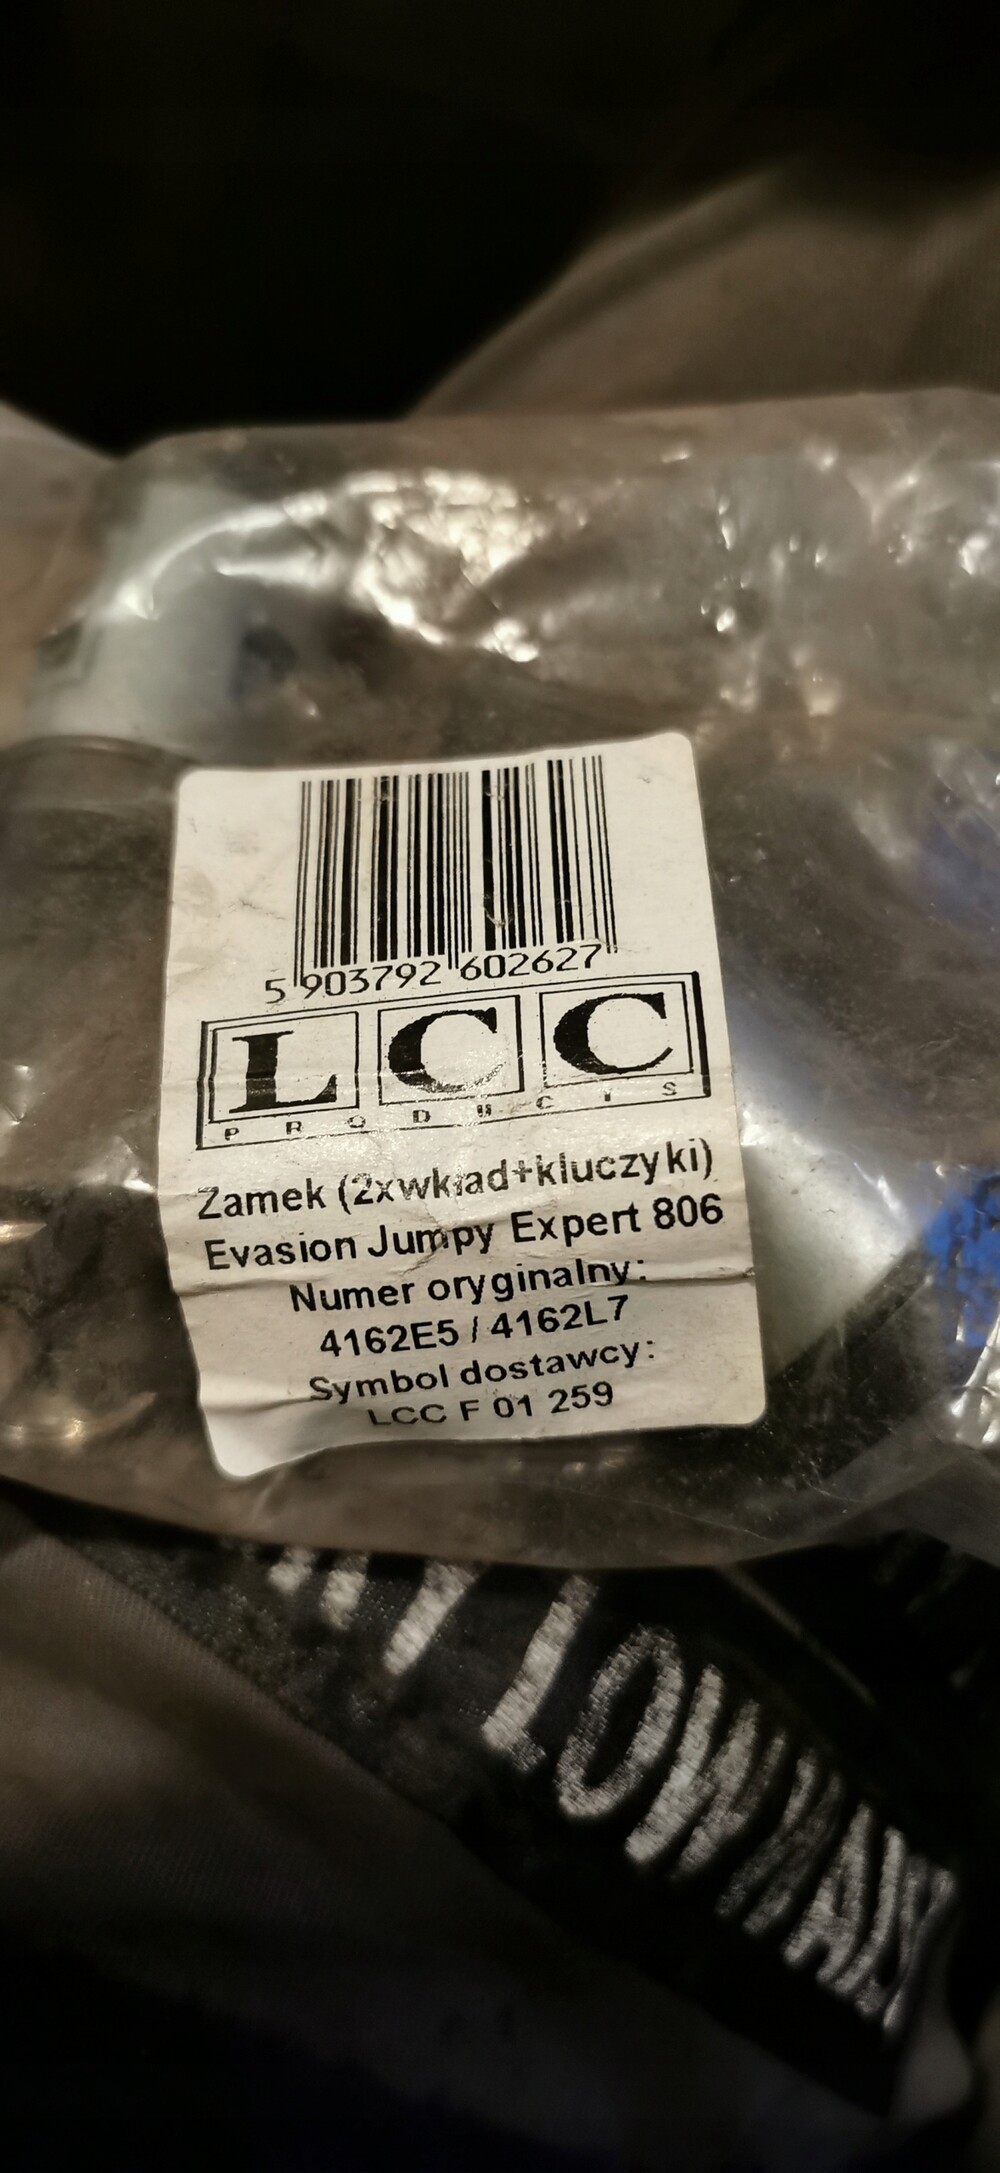 5 903792 602627
LCC
PRODUCTS
Zamek (2xwkład+kluczyki)
Evasion Jumpy Expert 806
Numer oryginalny:
4162E5 / 4162L7
Symbol dostawcy:
LCC F 01 259